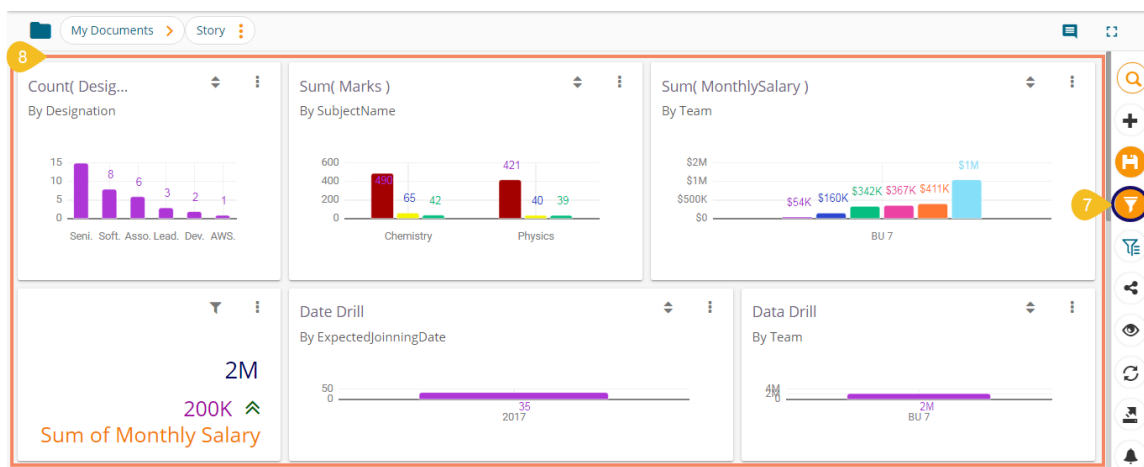 My Documents
Story
8
Count( Desig...
By Designation
15
10
5
0
8
6
3
2
1
Seni. Soft. Asso. Lead. Dev. AWS.
Sum( Marks )
By SubjectName
600
400
200
0
490
65
42
421
40
39
Chemistry
Physics
Sum( MonthlySalary )
By Team
$2M
$1M
$500K
$0
$54K
$160K
$342K
$367K
$411K
$1M
BU 7
7
2M
200K
Sum of Monthly Salary
Date Drill
By ExpectedJoinningDate
50
0
35
2017
Data Drill
By Team
4M
2M
0
2M
BU 7